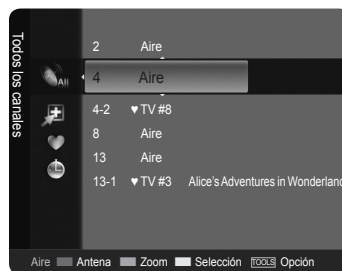 Todos los canales
All
2 Aire
4 Aire
4-2 ♥ TV #8
8 Aire
13 Aire
13-1 ♥ TV #3 Alice's Adventures in Wonderland
Aire Antena Zoom Selección TOOLS Opción